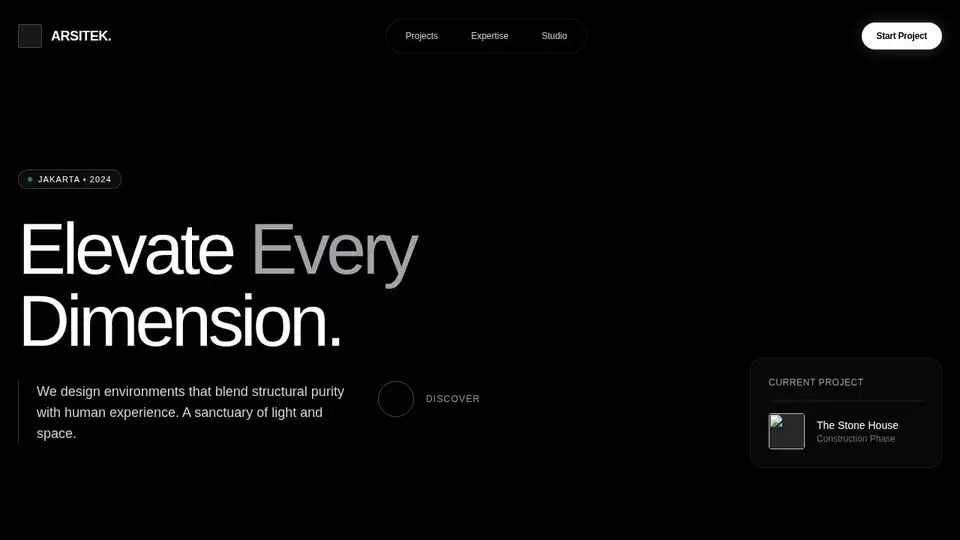 ARSITEK.
Projects
Expertise
Studio
Start Project
JAKARTA • 2024
Elevate Every
Dimension.
We design environments that blend structural purity
with human experience. A sanctuary of light and
space.
DISCOVER
CURRENT PROJECT
The Stone House
Construction Phase